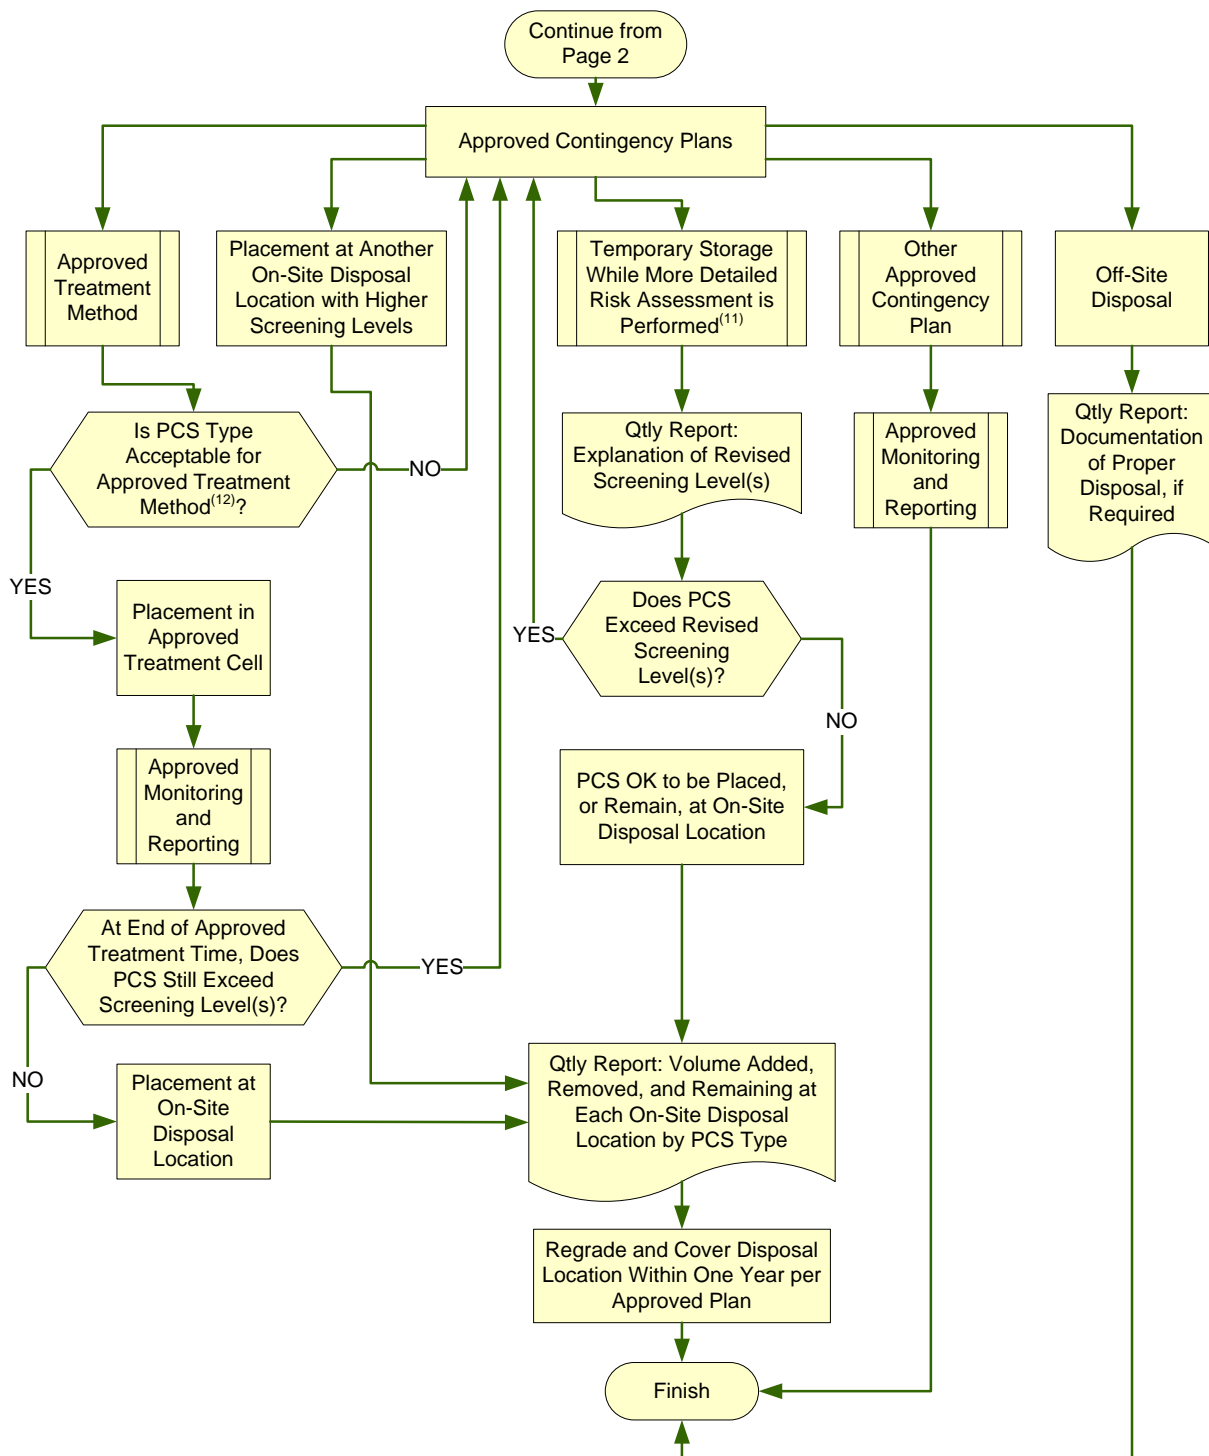 Continue from
Page 2
Approved Contingency Plans
Approved
Treatment
Method
Placement at Another
On-Site Disposal
Location with Higher
Screening Levels
Temporary Storage
While More Detailed
Risk Assessment is
Performed(11)
Other
Approved
Contingency
Plan
Off-Site
Disposal
Is PCS Type
Acceptable for
Approved Treatment
Method(12)?
NO
YES
Qtly Report:
Explanation of Revised
Screening Level(s)
Approved
Monitoring
and
Reporting
Qtly Report:
Documentation
of Proper
Disposal, if
Required
Placement in
Approved
Treatment Cell
Does PCS
Exceed Revised
Screening
Level(s)?
YES
NO
Approved
Monitoring
and
Reporting
PCS OK to be Placed,
or Remain, at On-Site
Disposal Location
At End of Approved
Treatment Time, Does
PCS Still Exceed
Screening Level(s)?
YES
NO
Placement at
On-Site
Disposal
Location
Qtly Report: Volume Added,
Removed, and Remaining at
Each On-Site Disposal
Location by PCS Type
Regrade and Cover Disposal
Location Within One Year per
Approved Plan
Finish